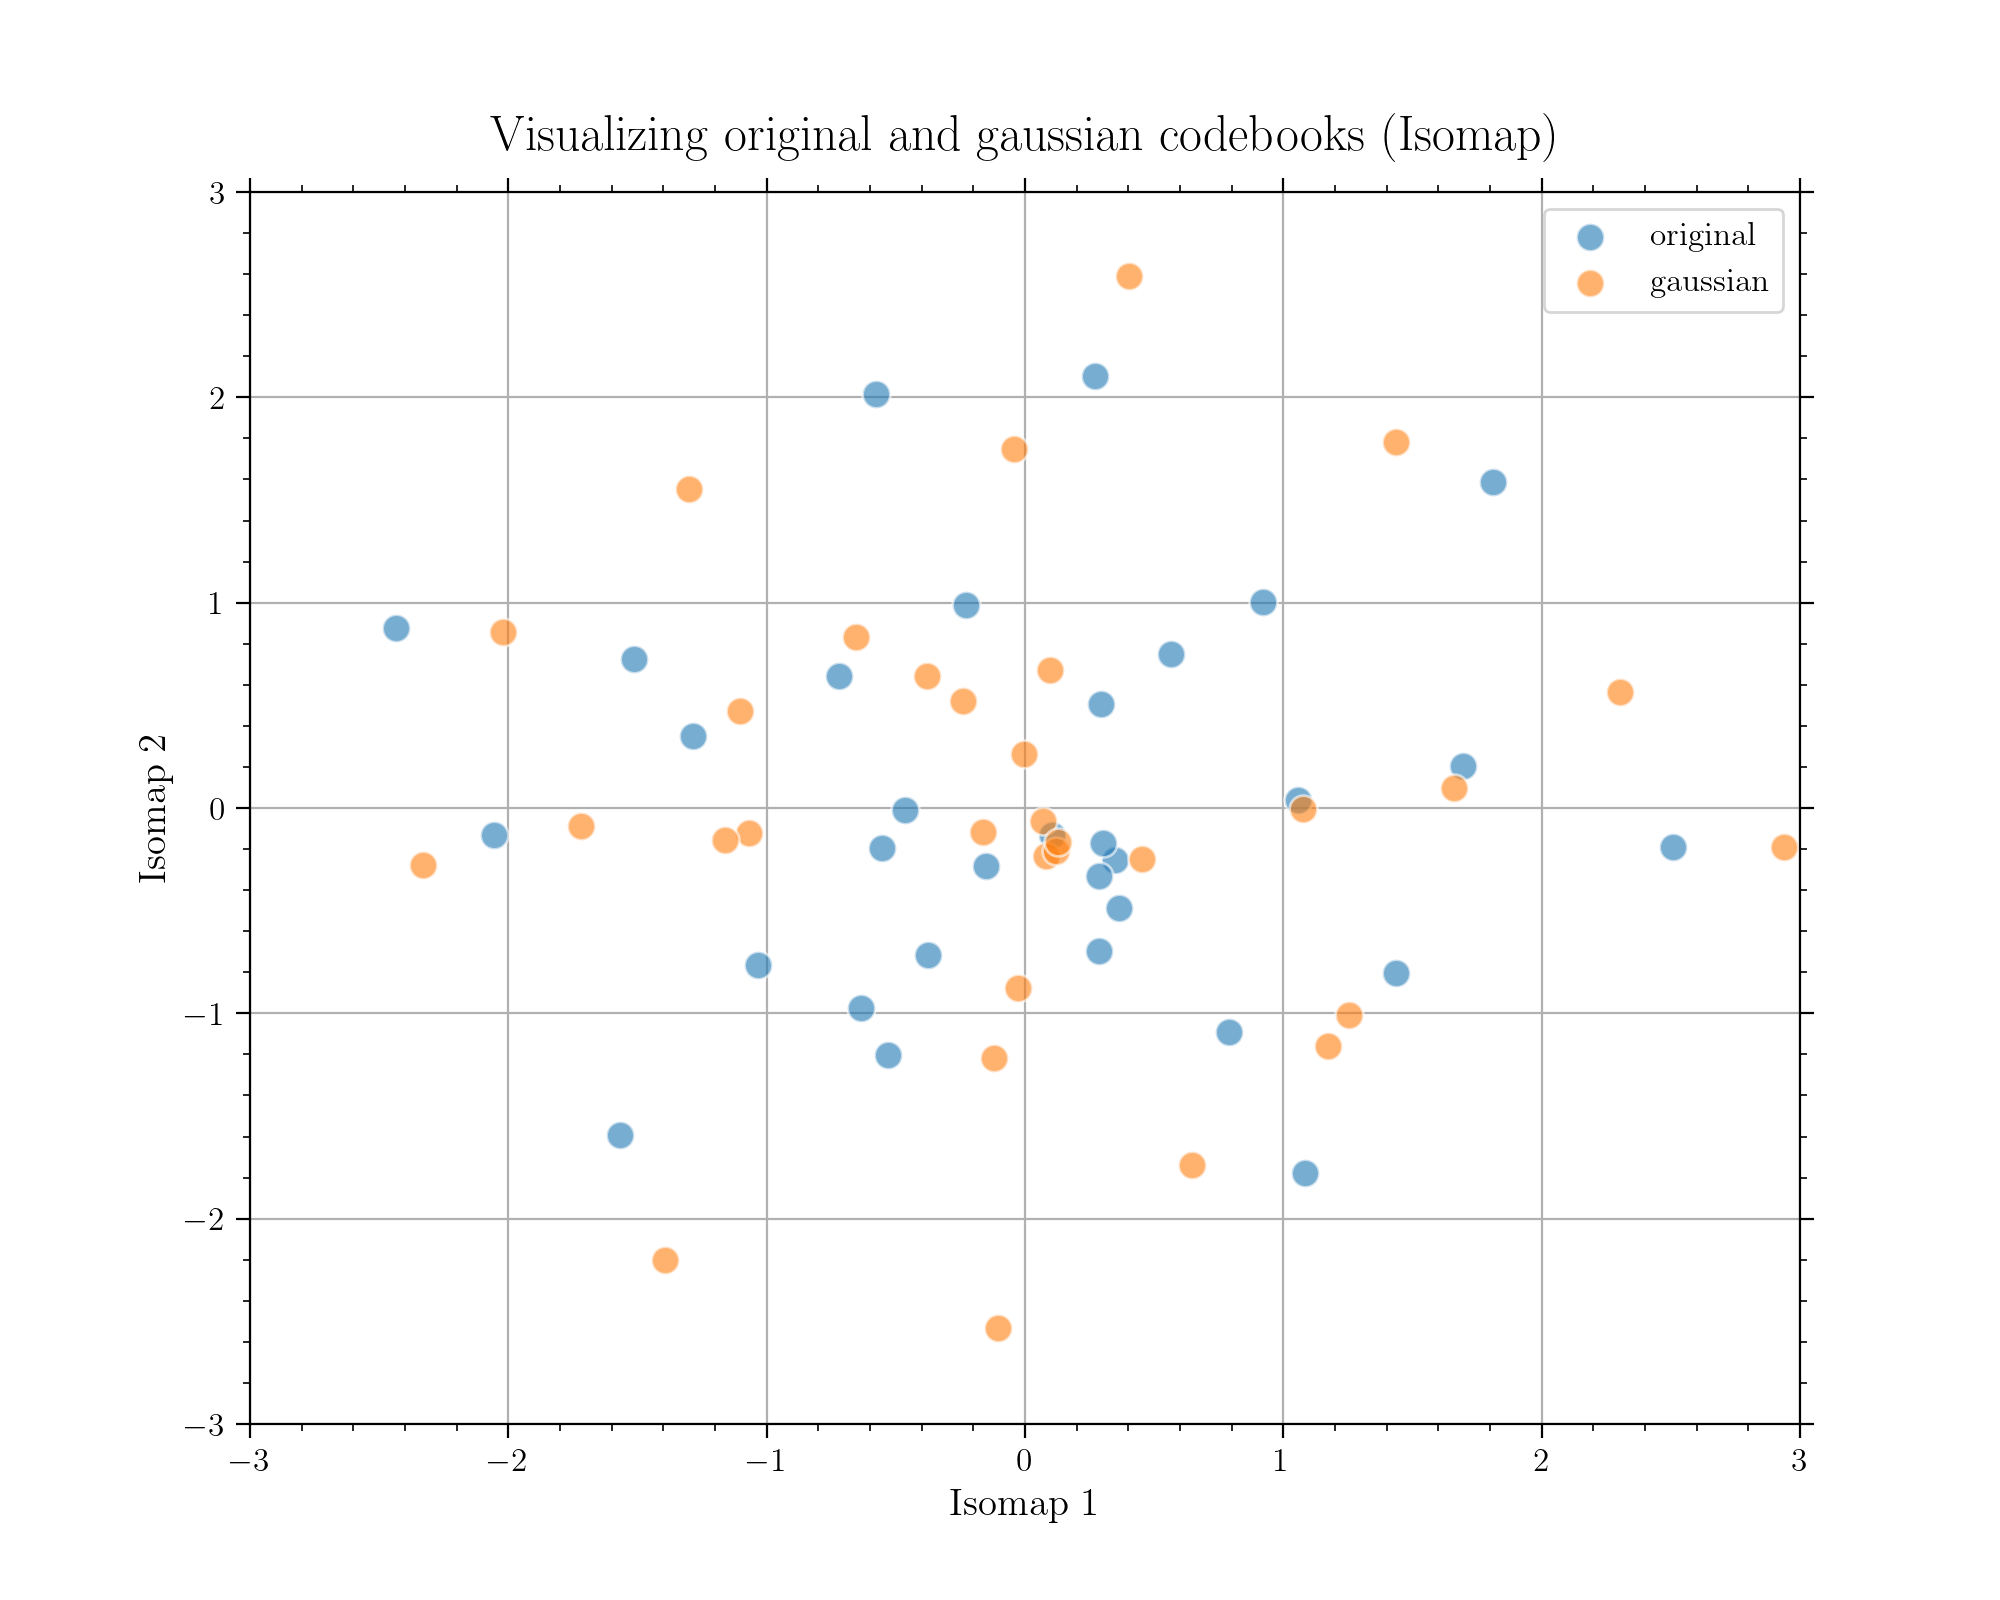 Visualizing original and gaussian codebooks (Isomap)
original
gaussian
3
2
1
0
−1
−2
−3
Isomap 2
−3 −2 −1 0 1 2 3
Isomap 1